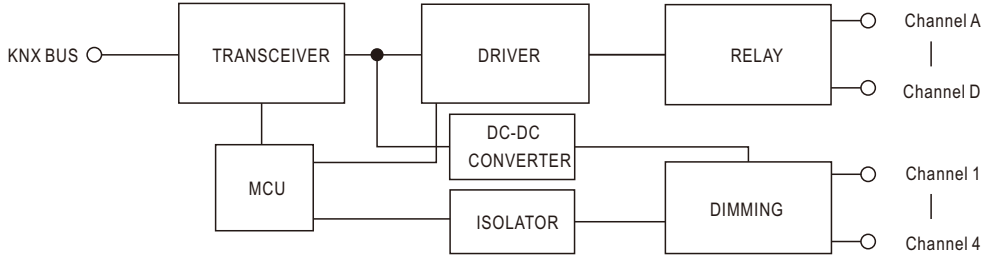 KNX BUS
TRANSCEIVER
DRIVER
RELAY
Channel A
Channel D
DC-DC
CONVERTER
MCU
ISOLATOR
DIMMING
Channel 1
Channel 4